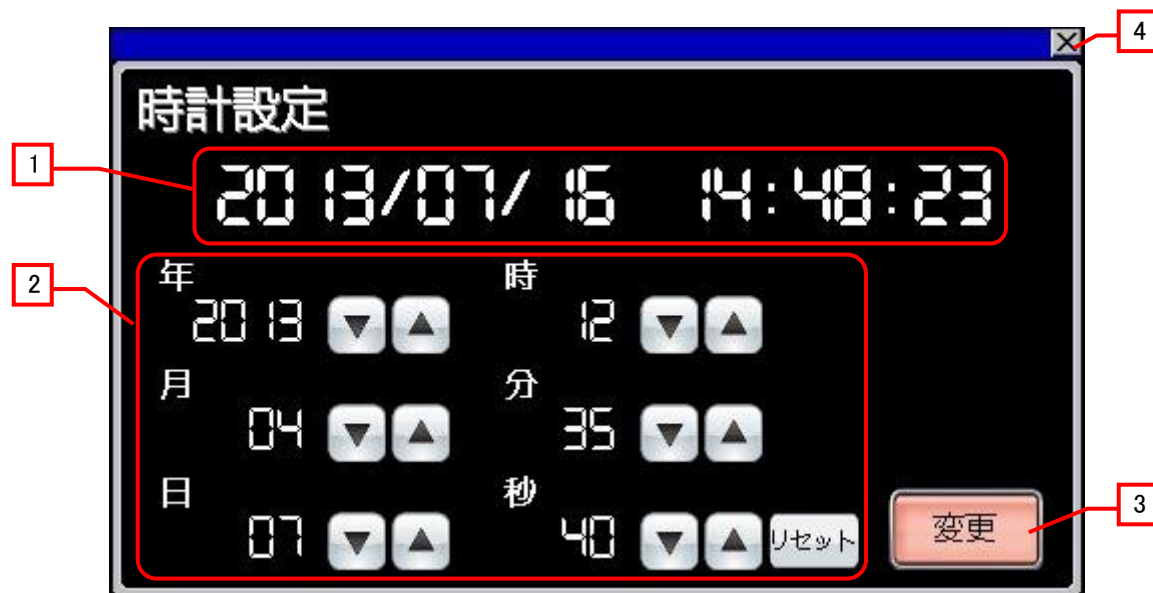 4
時計設定
1
2013/07/16 14:48:23
2
年 時
2013 ▼ ▲ 12 ▼ ▲
月 分
04 ▼ ▲ 35 ▼ ▲
日 秒
07 ▼ ▲ 40 ▼ ▲ リセット
変更
3